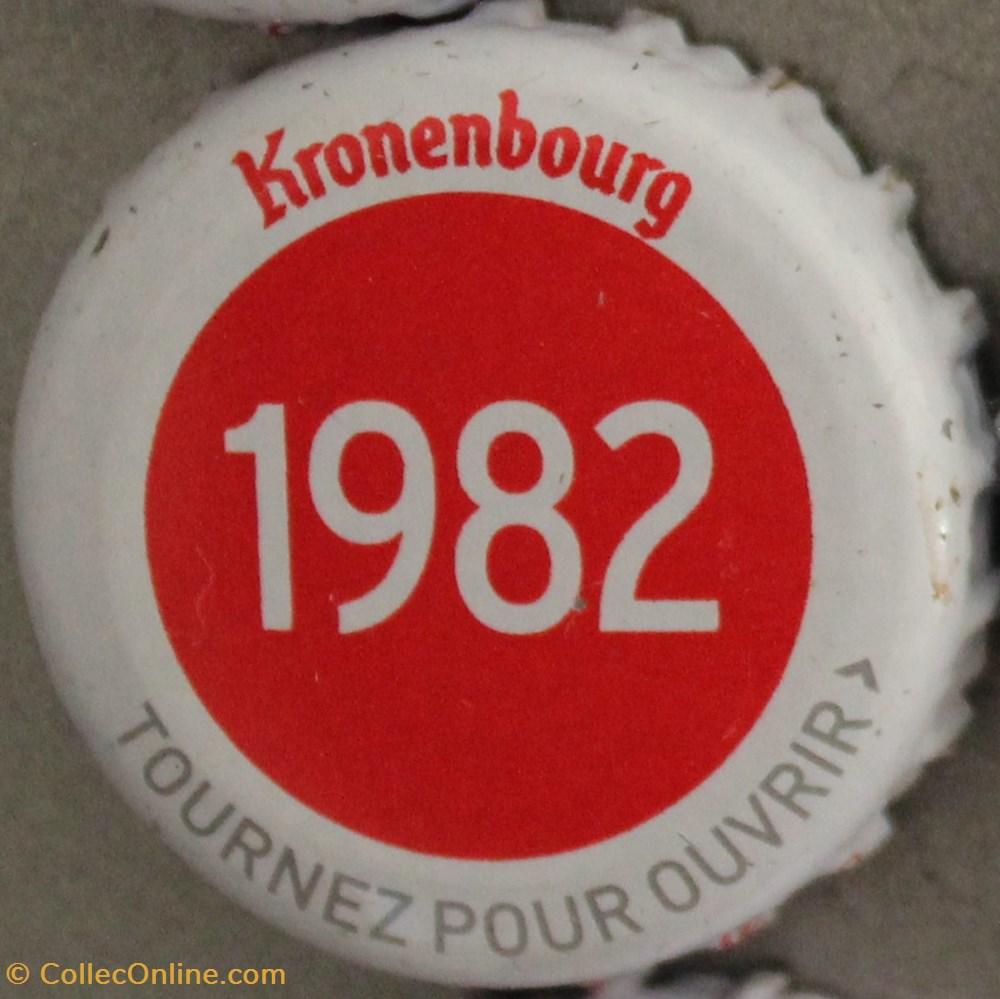 Kronenbourg
1982
TOURNEZ POUR OUVRIR >
© CollecOnline.com